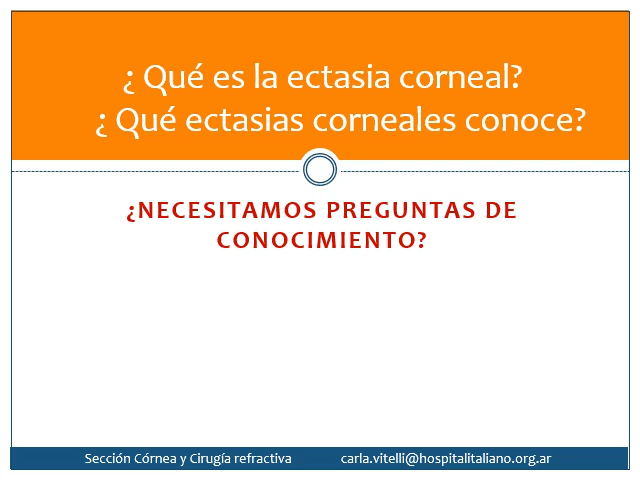 ¿ Qué es la ectasia corneal?
¿ Qué ectasias corneales conoce?
¿NECESITAMOS PREGUNTAS DE
CONOCIMIENTO?
Sección Córnea y Cirugía refractiva carla.vitelli@hospitalitaliano.org.ar